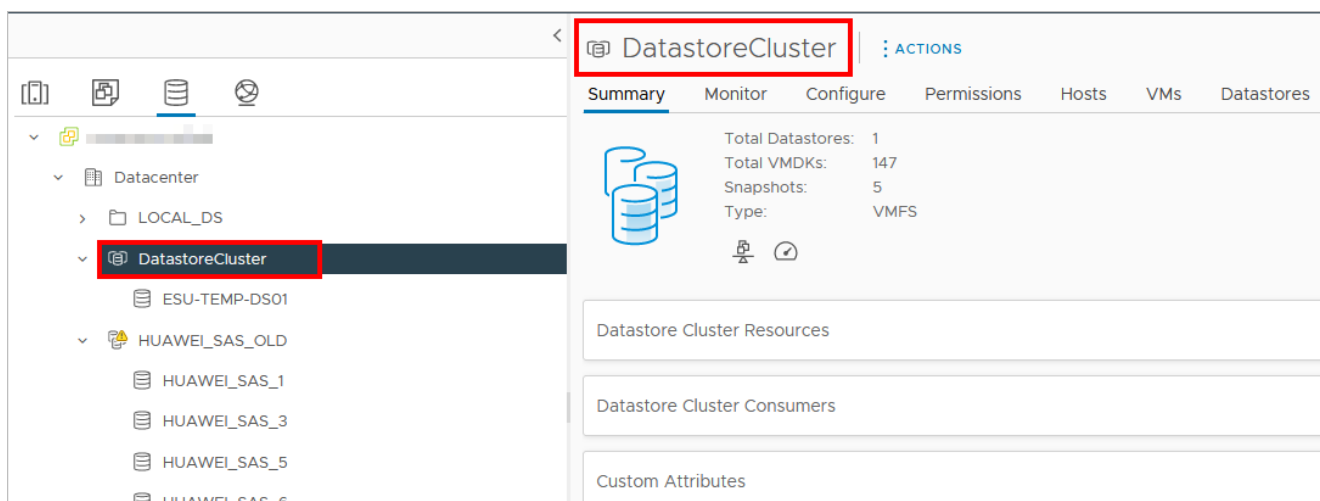 DatastoreCluster
ACTIONS
Summary Monitor Configure Permissions Hosts VMs Datastores
Total Datastores: 1
Total VMDKs: 147
Snapshots: 5
Type: VMFS
Datacenter
LOCAL_DS
DatastoreCluster
ESU-TEMP-DS01
HUAWEI_SAS_OLD
HUAWEI_SAS_1
HUAWEI_SAS_3
HUAWEI_SAS_5
Datastore Cluster Resources
Datastore Cluster Consumers
Custom Attributes